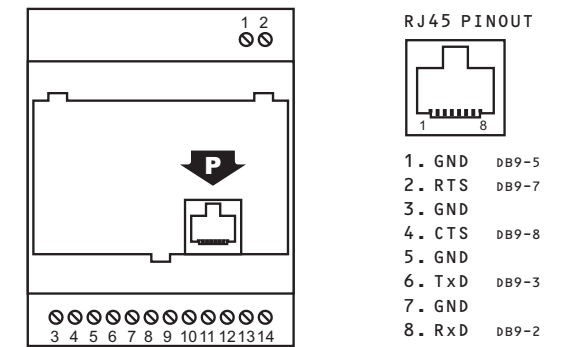 1 2
P
3 4 5 6 7 8 9 10 11 12 13 14
RJ45 PINOUT
1 8
1. GND DB9-5
2. RTS DB9-7
3. GND
4. CTS DB9-8
5. GND
6. TxD DB9-3
7. GND
8. RxD DB9-2